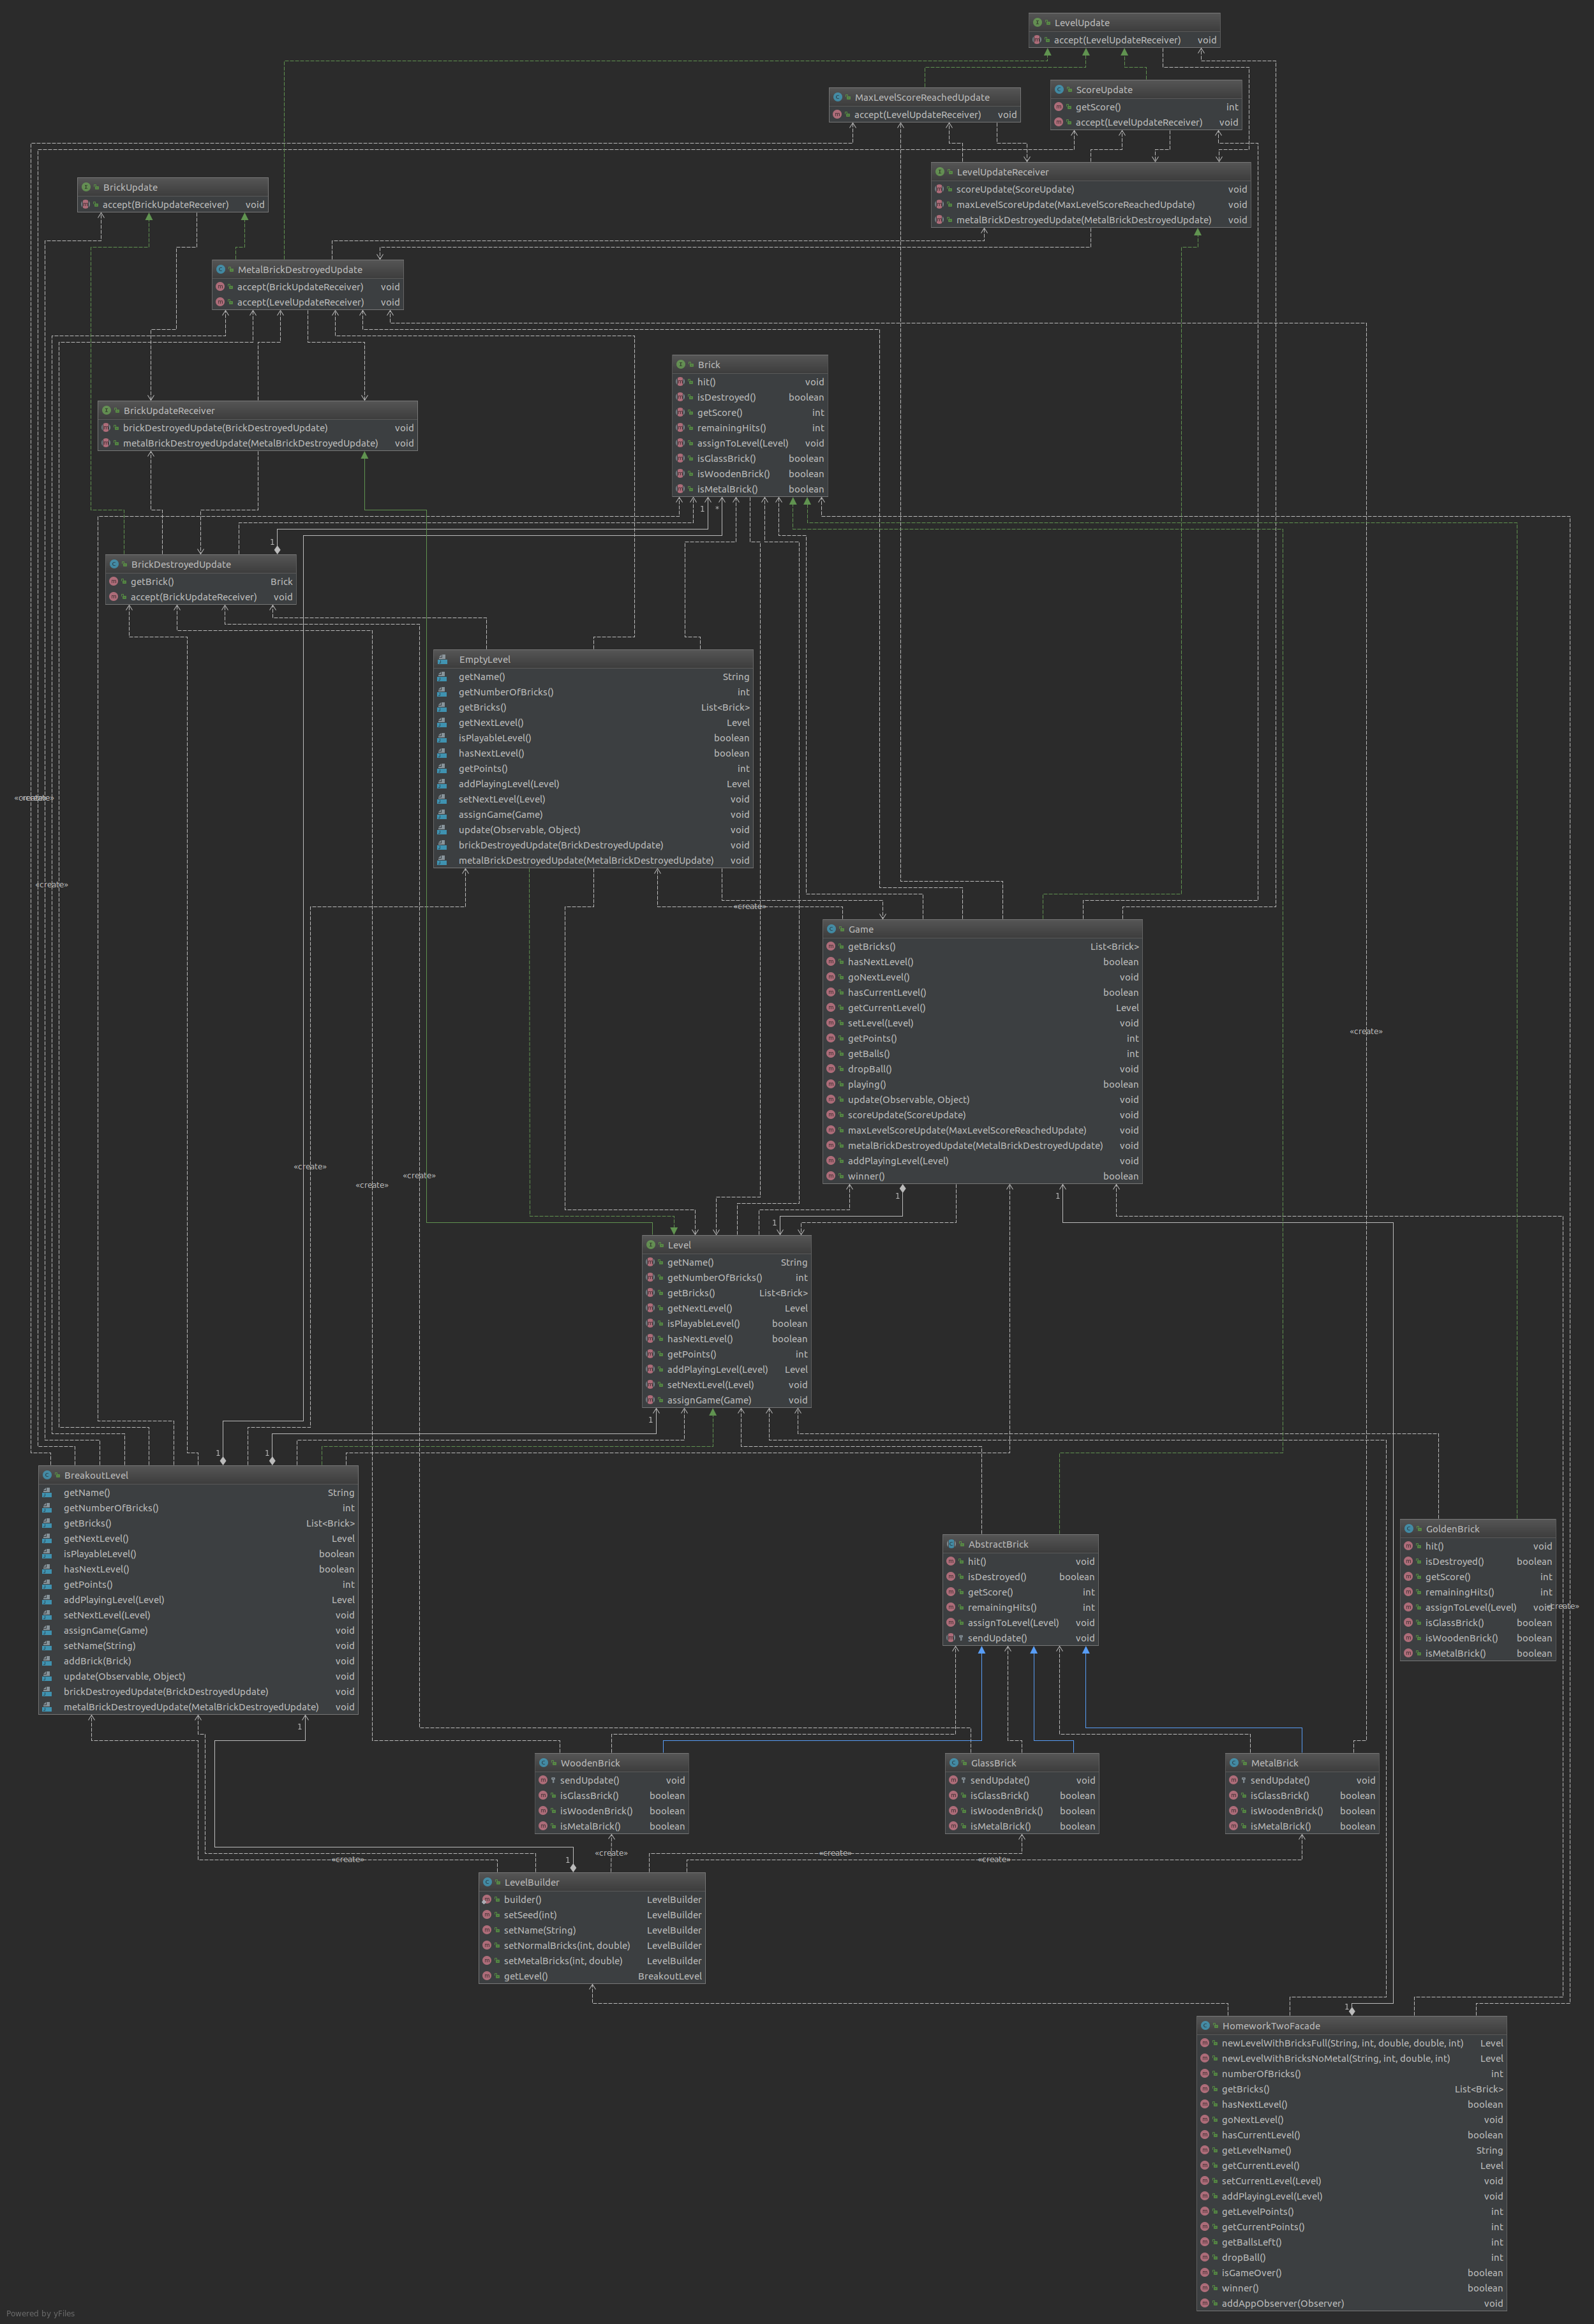 LevelUpdate
accept(LevelUpdateReceiver) void
MaxLevelScoreReachedUpdate
accept(LevelUpdateReceiver) void
ScoreUpdate
getScore() int
accept(LevelUpdateReceiver) void
LevelUpdateReceiver
scoreUpdate(ScoreUpdate) void
maxLevelScoreUpdate(MaxLevelScoreReachedUpdate) void
metalBrickDestroyedUpdate(MetalBrickDestroyedUpdate) void
BrickUpdate
accept(BrickUpdateReceiver) void
MetalBrickDestroyedUpdate
accept(BrickUpdateReceiver) void
accept(LevelUpdateReceiver) void
Brick
hit() void
isDestroyed() boolean
getScore() int
remainingHits() int
assignToLevel(Level) void
isGlassBrick() boolean
isWoodenBrick() boolean
isMetalBrick() boolean
BrickUpdateReceiver
brickDestroyedUpdate(BrickDestroyedUpdate) void
metalBrickDestroyedUpdate(MetalBrickDestroyedUpdate) void
1 *
1
BrickDestroyedUpdate
getBrick() Brick
accept(BrickUpdateReceiver) void
EmptyLevel
getName() String
getNumberOfBricks() int
getBricks() List<Brick>
getNextLevel() Level
isPlayableLevel() boolean
hasNextLevel() boolean
getPoints() int
addPlayingLevel(Level) Level
setNextLevel(Level) void
assignGame(Game) void
update(Observable, Object) void
brickDestroyedUpdate(BrickDestroyedUpdate) void
metalBrickDestroyedUpdate(MetalBrickDestroyedUpdate) void
«create»
«create»
«create»
«create»
Game
getBricks() List<Brick>
hasNextLevel() boolean
goNextLevel() void
hasCurrentLevel() boolean
getCurrentLevel() Level
setLevel(Level) void
getPoints() int
getBalls() int
dropBall() void
playing() boolean
update(Observable, Object) void
scoreUpdate(ScoreUpdate) void
maxLevelScoreUpdate(MaxLevelScoreReachedUpdate) void
metalBrickDestroyedUpdate(MetalBrickDestroyedUpdate) void
addPlayingLevel(Level) void
winner() boolean
«create»
«create»
«create»
«create»
1
1
1
Level
getName() String
getNumberOfBricks() int
getBricks() List<Brick>
getNextLevel() Level
isPlayableLevel() boolean
hasNextLevel() boolean
getPoints() int
addPlayingLevel(Level) Level
setNextLevel(Level) void
assignGame(Game) void
1
1
1
BreakoutLevel
getName() String
getNumberOfBricks() int
getBricks() List<Brick>
getNextLevel() Level
isPlayableLevel() boolean
hasNextLevel() boolean
getPoints() int
addPlayingLevel(Level) Level
setNextLevel(Level) void
assignGame(Game) void
setName(String) void
addBrick(Brick) void
update(Observable, Object) void
brickDestroyedUpdate(BrickDestroyedUpdate) void
metalBrickDestroyedUpdate(MetalBrickDestroyedUpdate) void
1
AbstractBrick
hit() void
isDestroyed() boolean
getScore() int
remainingHits() int
assignToLevel(Level) void
sendUpdate() void
GoldenBrick
hit() void
isDestroyed() boolean
getScore() int
remainingHits() int
assignToLevel(Level) void
isGlassBrick() boolean
isWoodenBrick() boolean
isMetalBrick() boolean
«create»
WoodenBrick
sendUpdate() void
isGlassBrick() boolean
isWoodenBrick() boolean
isMetalBrick() boolean
GlassBrick
sendUpdate() void
isGlassBrick() boolean
isWoodenBrick() boolean
isMetalBrick() boolean
MetalBrick
sendUpdate() void
isGlassBrick() boolean
isWoodenBrick() boolean
isMetalBrick() boolean
«create»
1
«create»
«create»
«create»
LevelBuilder
builder() LevelBuilder
setSeed(int) LevelBuilder
setName(String) LevelBuilder
setNormalBricks(int, double) LevelBuilder
setMetalBricks(int, double) LevelBuilder
getLevel() BreakoutLevel
1
HomeworkTwoFacade
newLevelWithBricksFull(String, int, double, double, int) Level
newLevelWithBricksNoMetal(String, int, double, int) Level
numberOfBricks() int
getBricks() List<Brick>
hasNextLevel() boolean
goNextLevel() void
hasCurrentLevel() boolean
getLevelName() String
getCurrentLevel() Level
setCurrentLevel(Level) void
addPlayingLevel(Level) void
getLevelPoints() int
getCurrentPoints() int
getBallsLeft() int
dropBall() int
isGameOver() boolean
winner() boolean
addAppObserver(Observer) void
Powered by yFiles